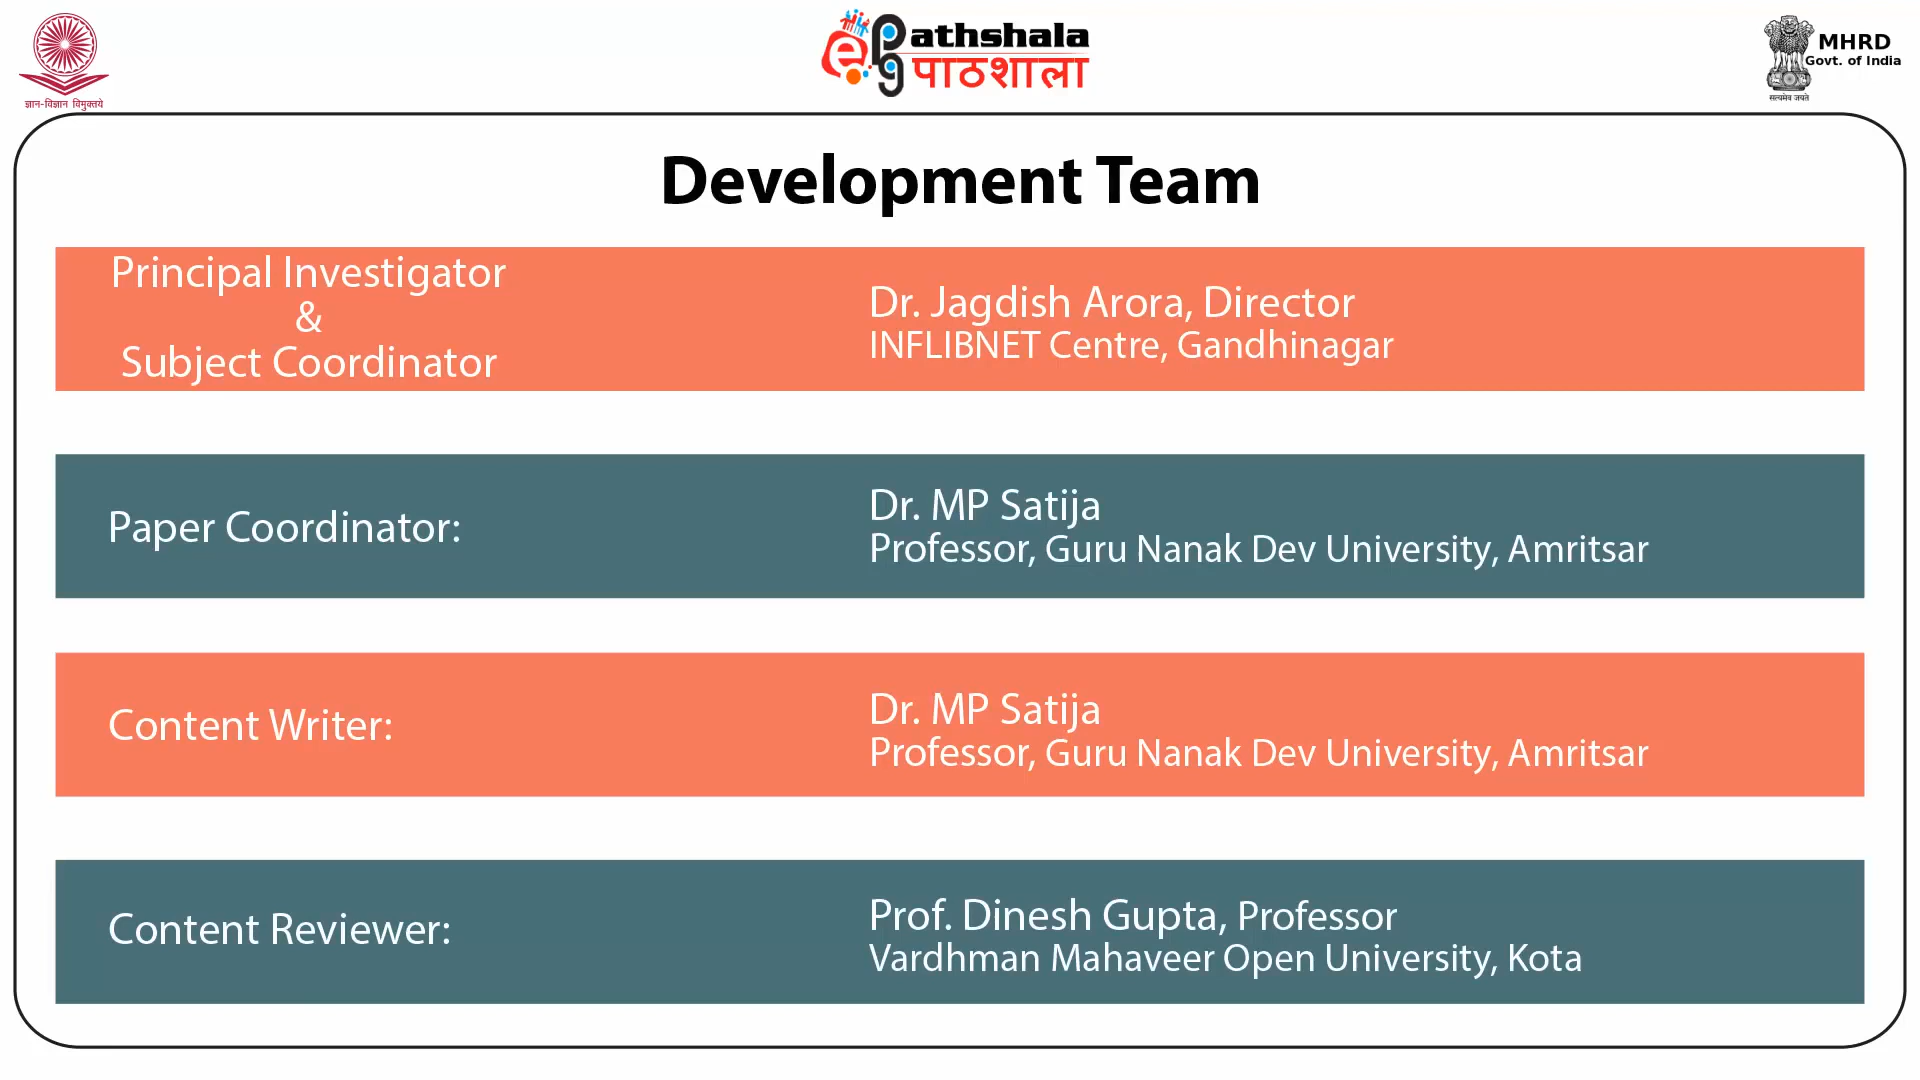 ज्ञान-विज्ञान विमुक्तये
ePg
athshala
पाठशाला
MHRD
Govt. of India
सत्यमेव जयते
Development Team
Principal Investigator
&
Subject Coordinator
Dr. Jagdish Arora, Director
INFLIBNET Centre, Gandhinagar
Paper Coordinator:
Dr. MP Satija
Professor, Guru Nanak Dev University, Amritsar
Content Writer:
Dr. MP Satija
Professor, Guru Nanak Dev University, Amritsar
Content Reviewer:
Prof. Dinesh Gupta, Professor
Vardhman Mahaveer Open University, Kota